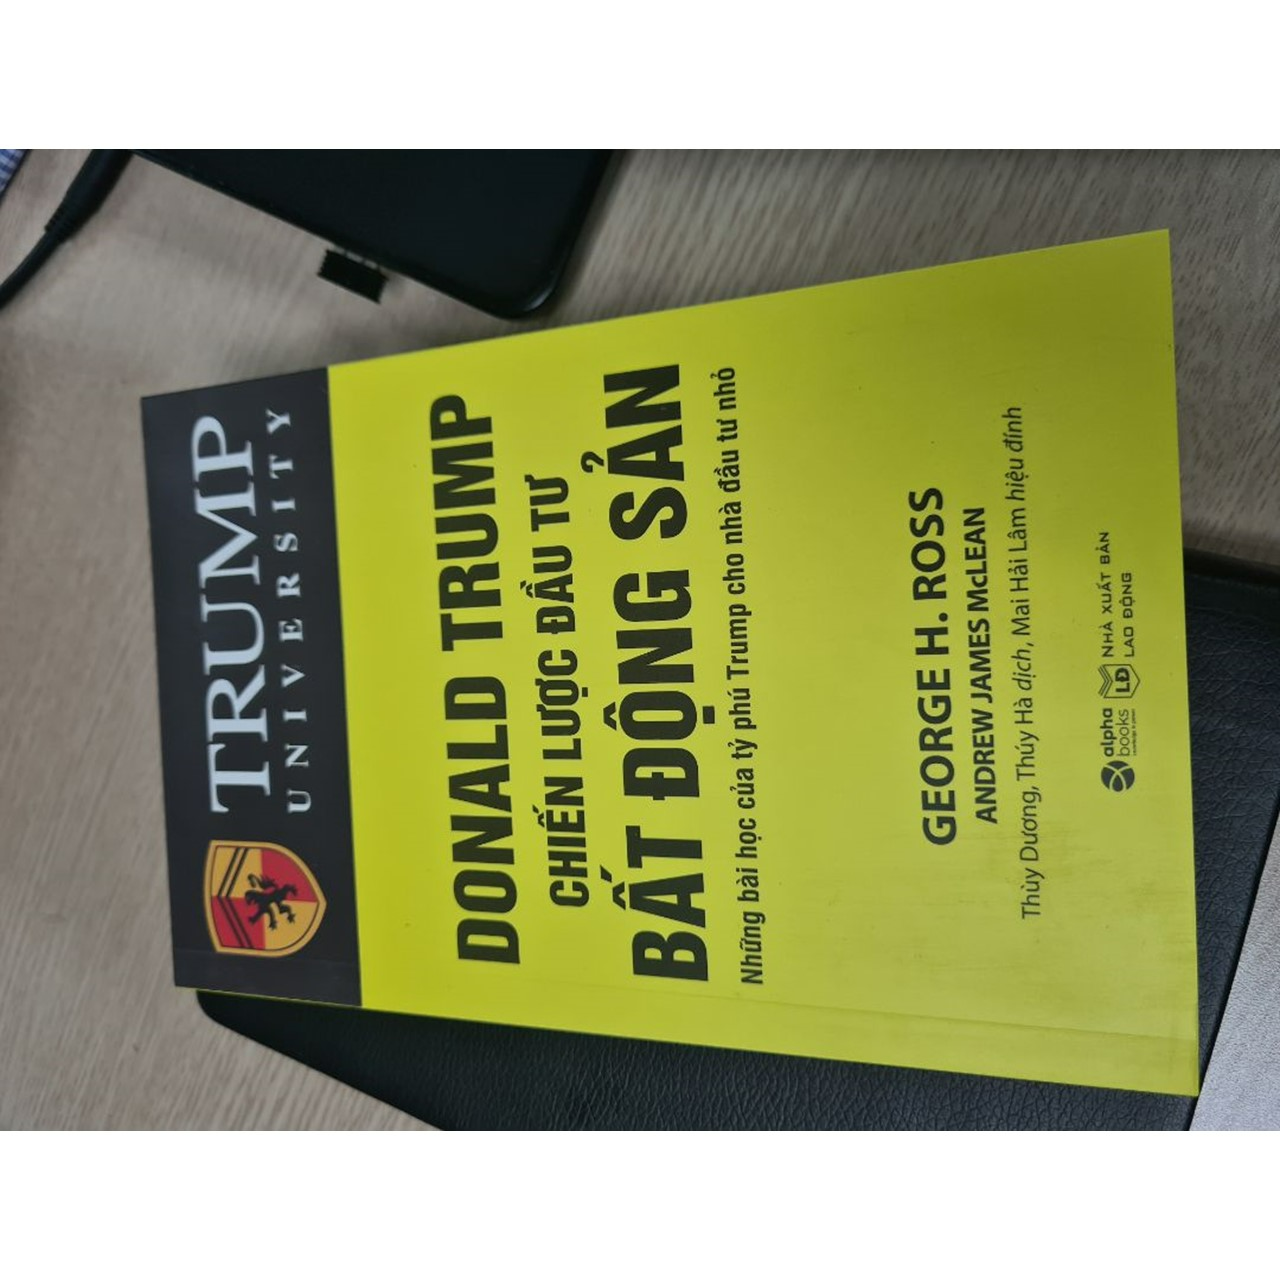 TRUMP
UNIVERSITY
DONALD TRUMP
CHIẾN LƯỢC ĐẦU TƯ
BẤT ĐỘNG SẢN
Những bài học của tỷ phú Trump cho nhà đầu tư nhỏ
GEORGE H. ROSS
ANDREW JAMES McLEAN
Thùy Dương, Thúy Hà dịch, Mai Hải Lâm hiệu đính
alpha
books
LĐ
NHÀ XUẤT BẢN
LAO ĐỘNG